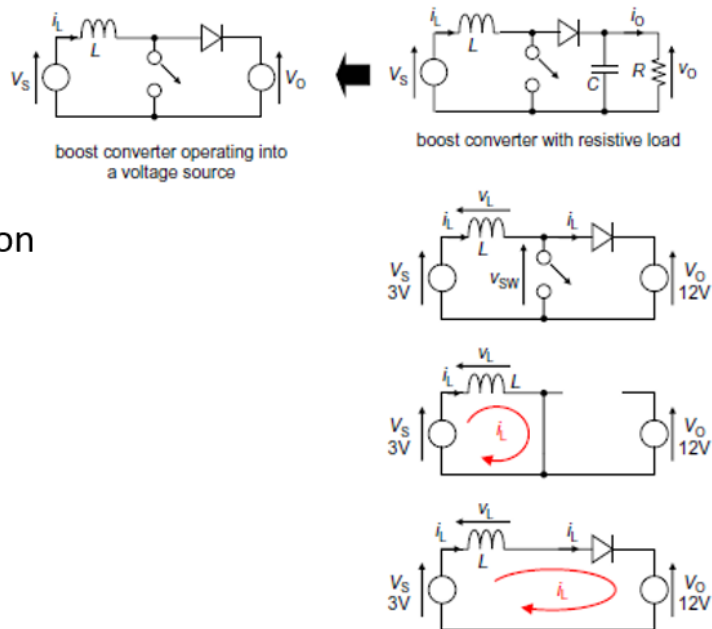 iL L VS VO
iL L VS C R iO vO
boost converter operating into
a voltage source
boost converter with resistive load
on
vL
iL L iL
VS
3V
vSW
VO
12V
vL
iL L
VS
3V
iL
VO
12V
vL
iL L iL
VS
3V
iL
VO
12V